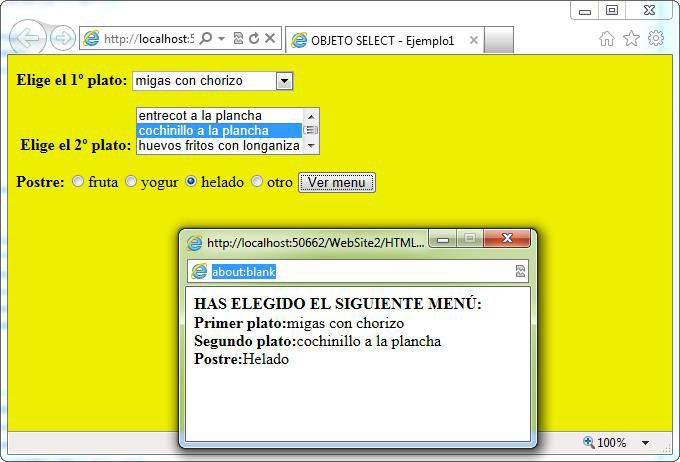 http://localhost:5
OBJETO SELECT - Ejemplo1
Elige el 1º plato: migas con chorizo
entrecot a la plancha
Elige el 2º plato: cochinillo a la plancha
huevos fritos con longaniza
Postre: fruta yogur helado otro Ver menu
http://localhost:50662/WebSite2/HTML...
about:blank
HAS ELEGIDO EL SIGUIENTE MENÚ:
Primer plato:migas con chorizo
Segundo plato:cochinillo a la plancha
Postre:Helado
100%